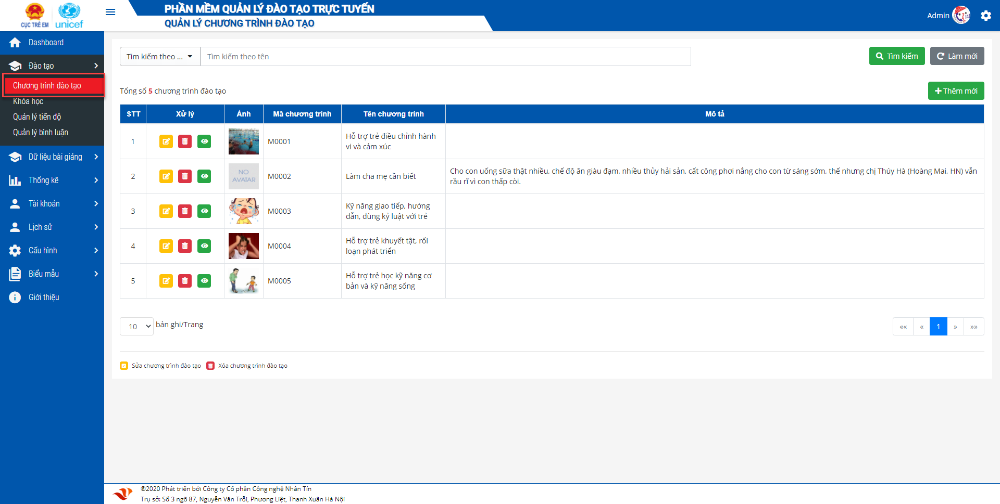 CỤC TRẺ EM
unicef
PHẦN MỀM QUẢN LÝ ĐÀO TẠO TRỰC TUYẾN
QUẢN LÝ CHƯƠNG TRÌNH ĐÀO TẠO
Admin
Dashboard
Đào tạo
Chương trình đào tạo
Khóa học
Quản lý tiến độ
Quản lý bình luận
Dữ liệu bài giảng
Thống kê
Tài khoản
Lịch sử
Cấu hình
Biểu mẫu
Giới thiệu
Tìm kiếm theo ... Tìm kiếm theo tên Tìm kiếm Làm mới
Tổng số 5 chương trình đào tạo
Thêm mới
STT Xử lý Ảnh Mã chương trình Tên chương trình Mô tả
1 M0001 Hỗ trợ trẻ điều chỉnh hành
vi và cảm xúc
2 NO AVATAR M0002 Làm cha mẹ cần biết Cho con uống sữa thật nhiều, chế độ ăn giàu đạm, nhiều thủy hải sản, cất công phơi nắng cho con từ sáng sớm, thế nhưng chị Thúy Hà (Hoàng Mai, HN) vẫn
rầu rĩ vì con thấp còi.
3 M0003 Kỹ năng giao tiếp, hướng
dẫn, dùng kỷ luật với trẻ
4 M0004 Hỗ trợ trẻ khuyết tật, rối
loạn phát triển
5 M0005 Hỗ trợ trẻ học kỹ năng cơ
bản và kỹ năng sống
10 bản ghi/Trang
«« « 1 » »»
Sửa chương trình đào tạo Xóa chương trình đào tạo
®2020 Phát triển bởi Công ty Cổ phần Công nghệ Nhân Tín
Trụ sở: Số 3 ngõ 87, Nguyễn Văn Trỗi, Phương Liệt, Thanh Xuân Hà Nội